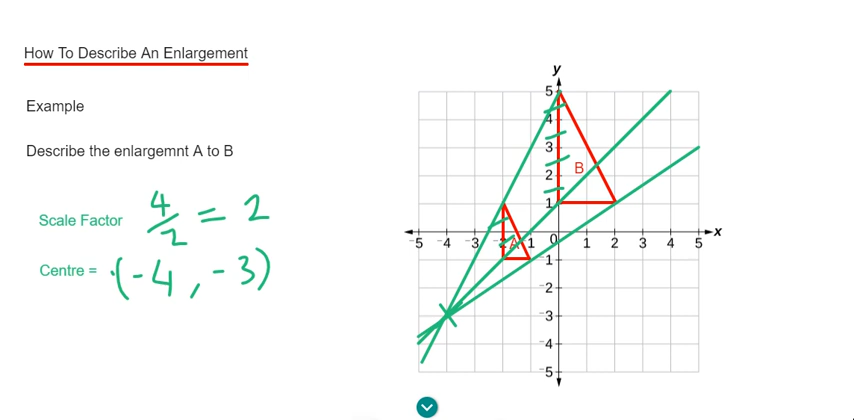 How To Describe An Enlargement
Example
Describe the enlargemnt A to B
Scale Factor 4/2 = 2
Centre = (-4, -3)
y
5
4
3
2
1
B
-5 -4 -3 -2 A -1 0 1 2 3 4 5 x
-1
-2
-3
-4
-5